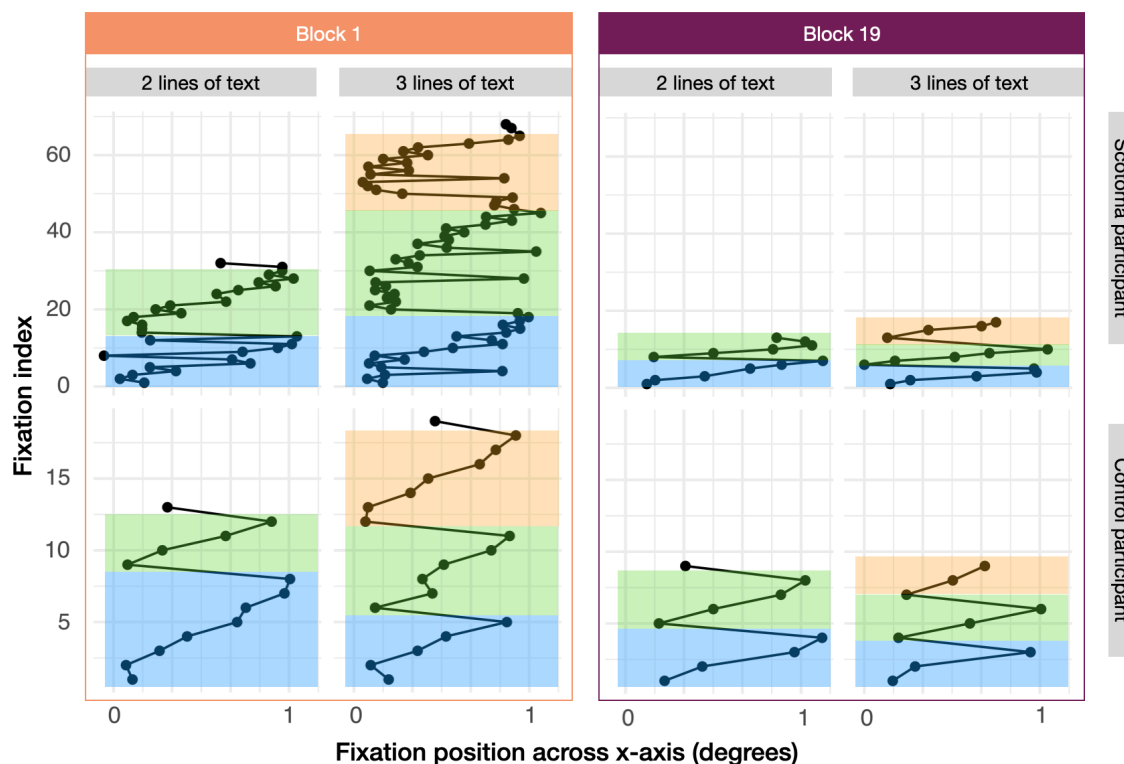 Block 1
Block 19
2 lines of text
3 lines of text
2 lines of text
3 lines of text
Scotoma participant
60
40
20
0
Control participant
15
10
5
Fixation index
0
1
0
1
0
1
0
1
Fixation position across x-axis (degrees)